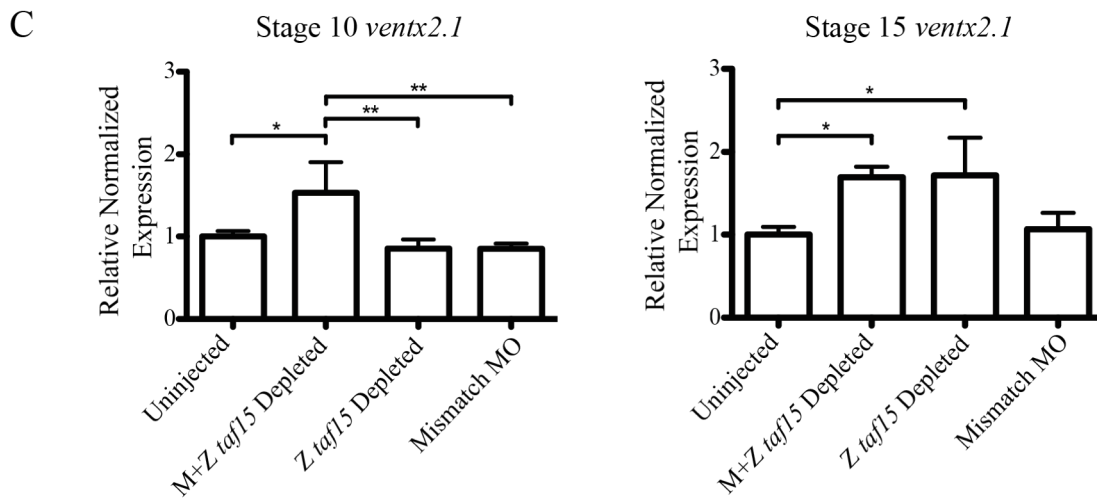 C
Stage 10 ventx2.1
Relative Normalized
Expression
3
2
1
0
*
**
**
Uninjected
M+Z taf15 Depleted
Z taf15 Depleted
Mismatch MO
Stage 15 ventx2.1
Relative Normalized
Expression
3
2
1
0
*
*
Uninjected
M+Z taf15 Depleted
Z taf15 Depleted
Mismatch MO